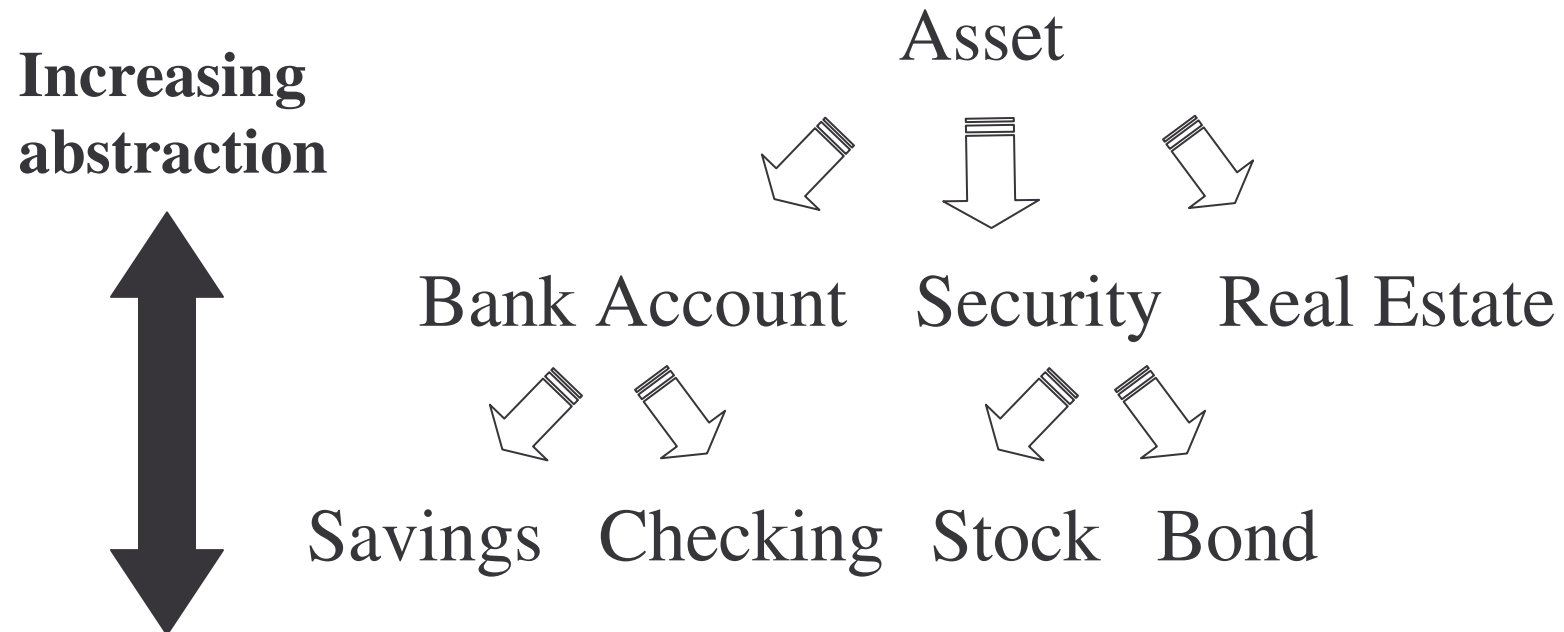 Asset
Increasing
abstraction
Bank Account Security Real Estate
Savings Checking Stock Bond